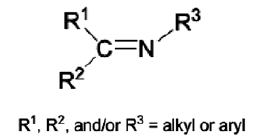 R¹ R³
C=N
R²
R¹, R², and/or R³ = alkyl or aryl